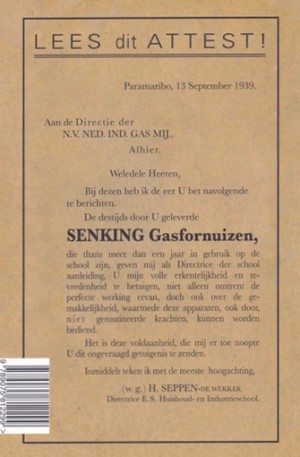 LEES dit ATTEST!
Paramaribo, 13 September 1939.
Aan de Directie der
N.V. NED. IND. GAS MIJ.,
Alhier.
Weledele Heeren,
Bij dezen heb ik de eer U het navolgende
te berichten.
De destijds door U geleverde
SENKING Gasfornuizen,
die thans meer dan een jaar in gebruik op de
school zijn, geven mij als Directrice der school
aanleiding, U mijn volle erkentelijkheid en te-
vredenheid te betuigen, niet alleen omtrent de
perfecte werking ervan, doch ook over de ge-
makkelijkheid, waarmede deze apparaten, ook door,
niet geroutineerde krachten, kunnen worden
bediend.
Het is deze voldaanheid, die mij er toe noopte
U dit ongevraagd getuigenis te zenden.
Inmiddels teken ik met de meeste hoogachting,
(w.g.) H. SEPPEN-DE WEKKER.
Directrice E. S. Huishoud- en Industrieschool.